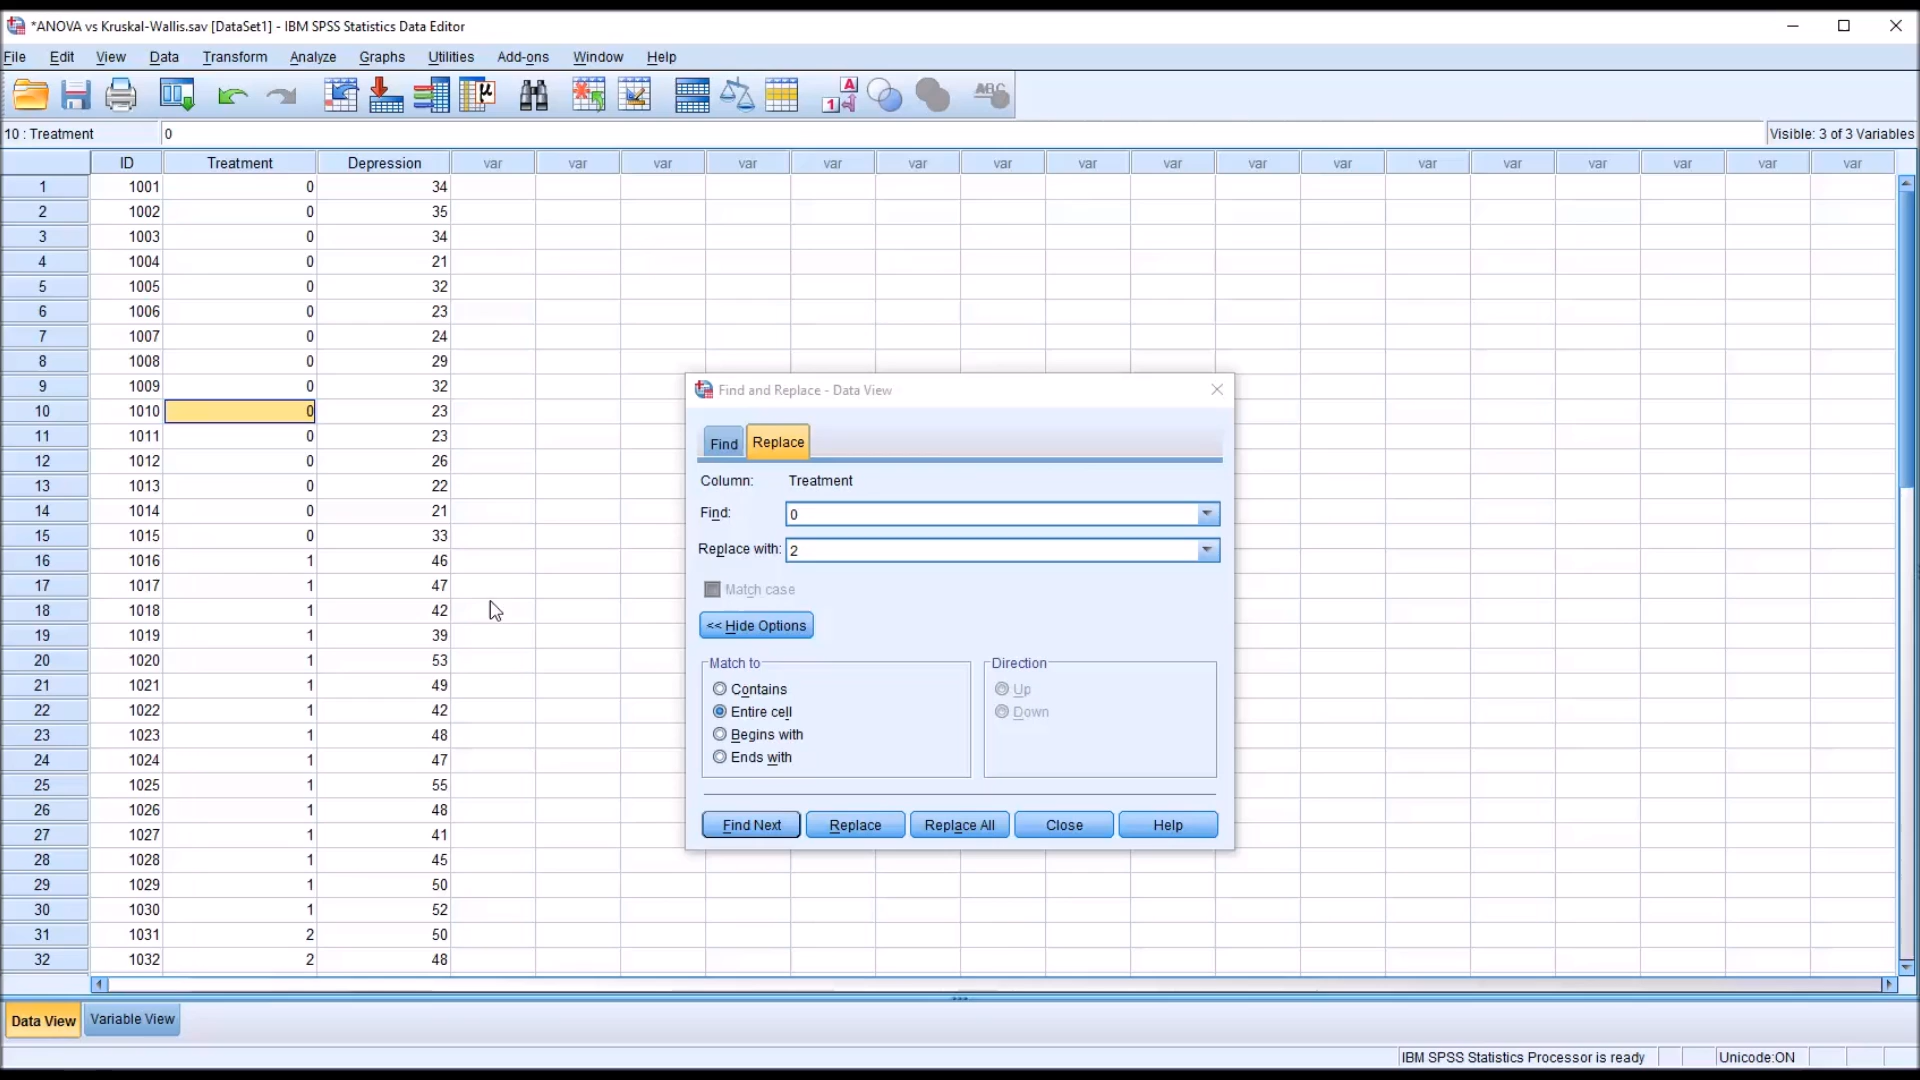 *ANOVA vs Kruskal-Wallis.sav [DataSet1] - IBM SPSS Statistics Data Editor
File Edit View Data Transform Analyze Graphs Utilities Add-ons Window Help
10 : Treatment 0 Visible: 3 of 3 Variables
ID Treatment Depression var var var var var var var var var var var var var var var var var
1 1001 0 34
2 1002 0 35
3 1003 0 34
4 1004 0 21
5 1005 0 32
6 1006 0 23
7 1007 0 24
8 1008 0 29
9 1009 0 32
10 1010 0 23
11 1011 0 23
12 1012 0 26
13 1013 0 22
14 1014 0 21
15 1015 0 33
16 1016 1 46
17 1017 1 47
18 1018 1 42
19 1019 1 39
20 1020 1 53
21 1021 1 49
22 1022 1 42
23 1023 1 48
24 1024 1 47
25 1025 1 55
26 1026 1 48
27 1027 1 41
28 1028 1 45
29 1029 1 50
30 1030 1 52
31 1031 2 50
32 1032 2 48
Find and Replace - Data View
Find Replace
Column: Treatment
Find: 0
Replace with: 2
Match case
<< Hide Options
Match to Direction
Contains Up
Entire cell Down
Begins with
Ends with
Find Next Replace Replace All Close Help
Data View Variable View
IBM SPSS Statistics Processor is ready Unicode:ON